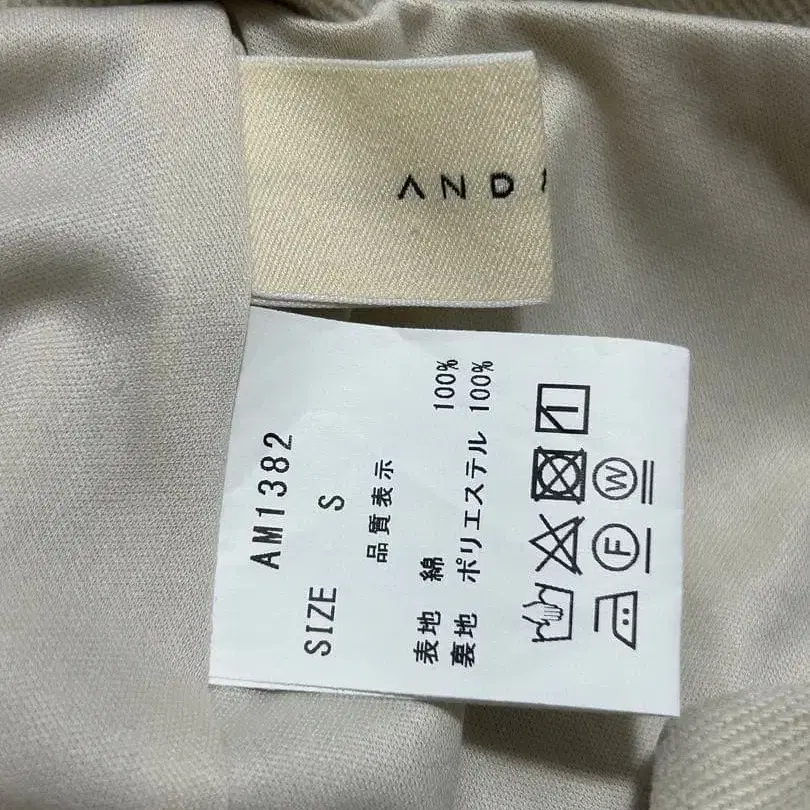 AND
AM1382
SIZE S
品質表示
表地 綿 100%
裏地 ポリエステル 100%
F W